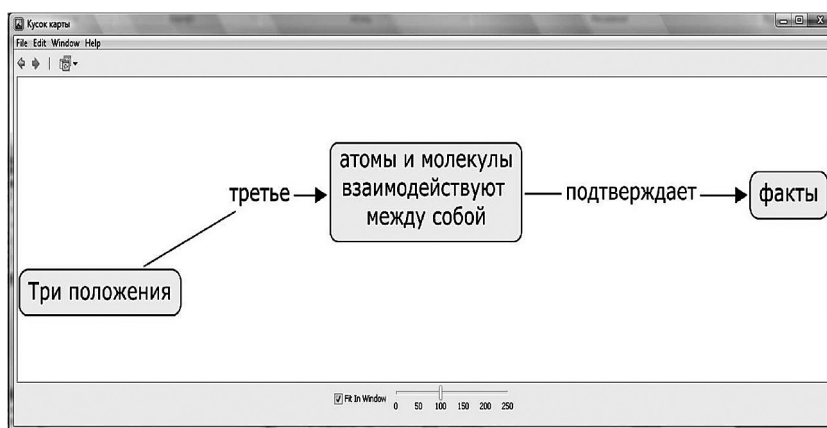 Кусок карты
File Edit Window Help
атомы и молекулы
взаимодействуют
между собой
третье
подтверждает
факты
Три положения
Fit In Window
0 50 100 150 200 250